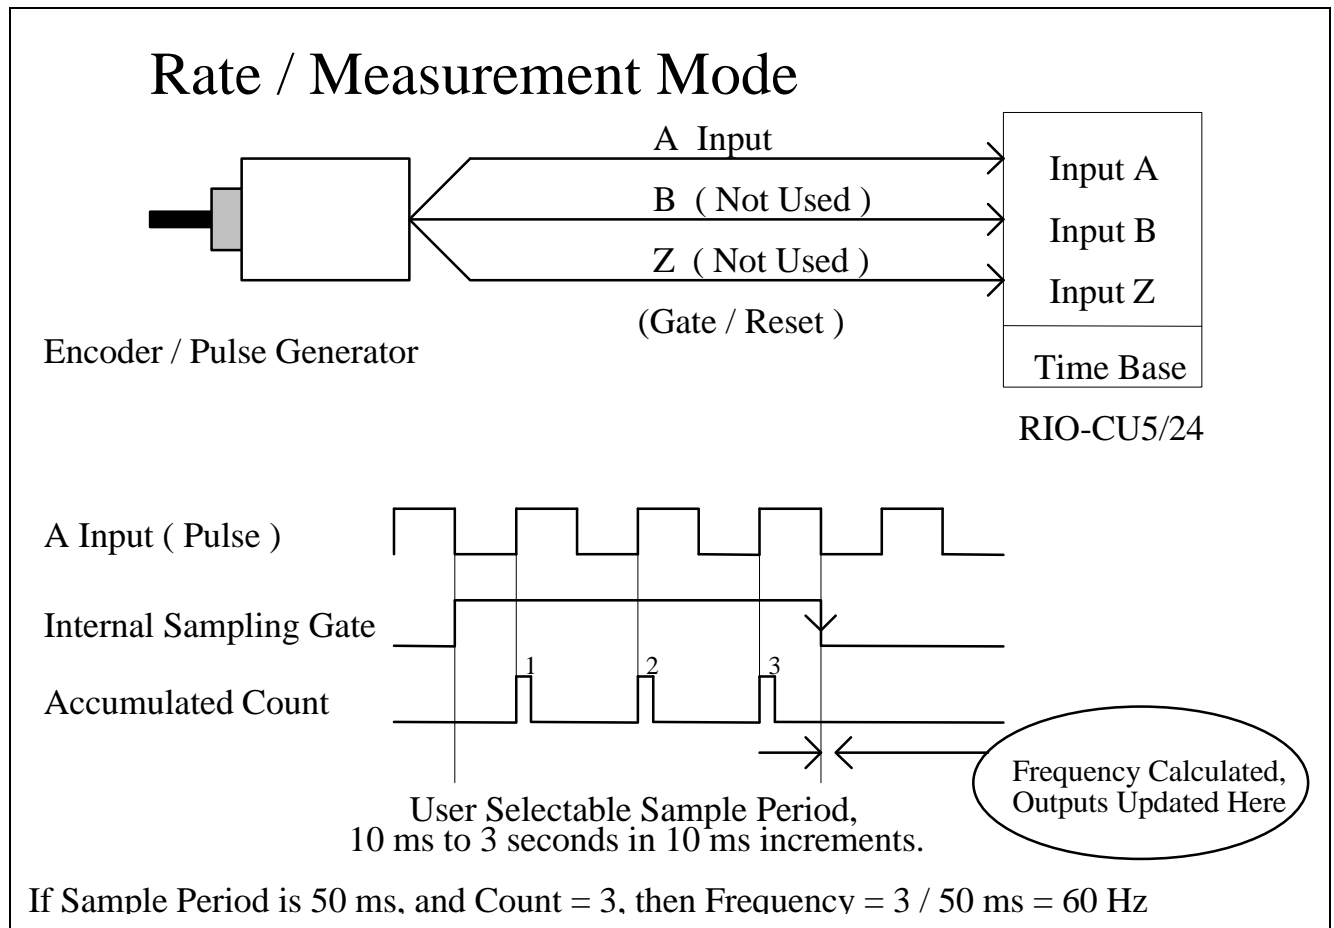 Rate / Measurement Mode
A Input
Input A
B ( Not Used )
Input B
Z ( Not Used )
Input Z
(Gate / Reset )
Encoder / Pulse Generator
Time Base
RIO-CU5/24
A Input ( Pulse )
Internal Sampling Gate
1 2 3
Accumulated Count
Frequency Calculated,
Outputs Updated Here
User Selectable Sample Period,
10 ms to 3 seconds in 10 ms increments.
If Sample Period is 50 ms, and Count = 3, then Frequency = 3 / 50 ms = 60 Hz